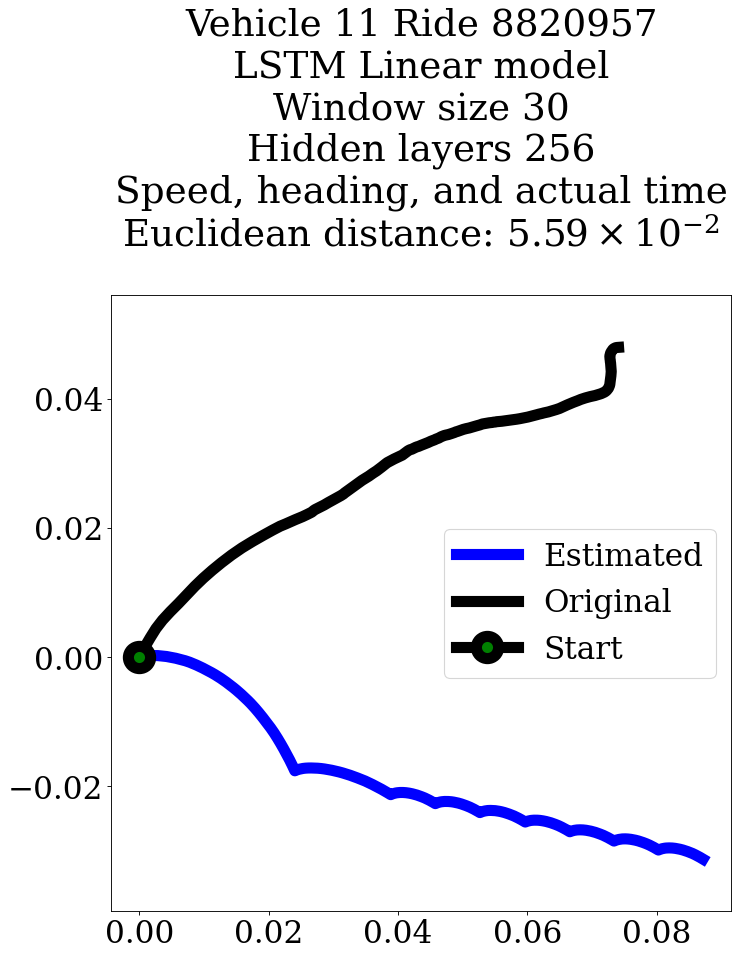 Vehicle 11 Ride 8820957
LSTM Linear model
Window size 30
Hidden layers 256
Speed, heading, and actual time
Euclidean distance: 5.59 × 10⁻²
0.04
0.02
0.00
−0.02
Estimated
Original
Start
0.00 0.02 0.04 0.06 0.08